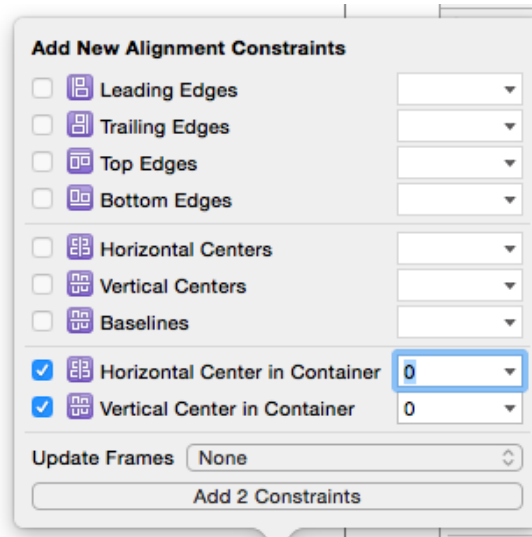 Add New Alignment Constraints
Leading Edges
Trailing Edges
Top Edges
Bottom Edges
Horizontal Centers
Vertical Centers
Baselines
Horizontal Center in Container 0
Vertical Center in Container 0
Update Frames None
Add 2 Constraints